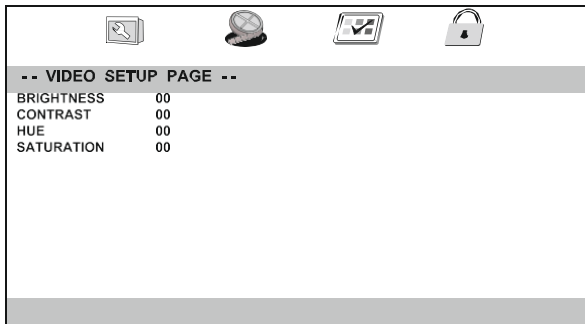 -- VIDEO SETUP PAGE --
BRIGHTNESS 00
CONTRAST 00
HUE 00
SATURATION 00